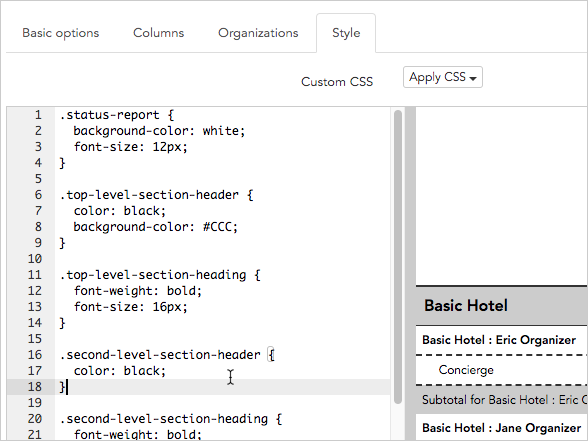 Basic options Columns Organizations Style
Custom CSS Apply CSS
1 .status-report {
2 background-color: white;
3 font-size: 12px;
4 }
5
6 .top-level-section-header {
7 color: black;
8 background-color: #CCC;
9 }
10
11 .top-level-section-heading {
12 font-weight: bold;
13 font-size: 16px;
14 }
15
16 .second-level-section-header {
17 color: black;
18 }
19
20 .second-level-section-heading {
21 font-weight: bold;
Basic Hotel
Basic Hotel : Eric Organizer
Concierge
Subtotal for Basic Hotel : Eric
Basic Hotel : Jane Organizer